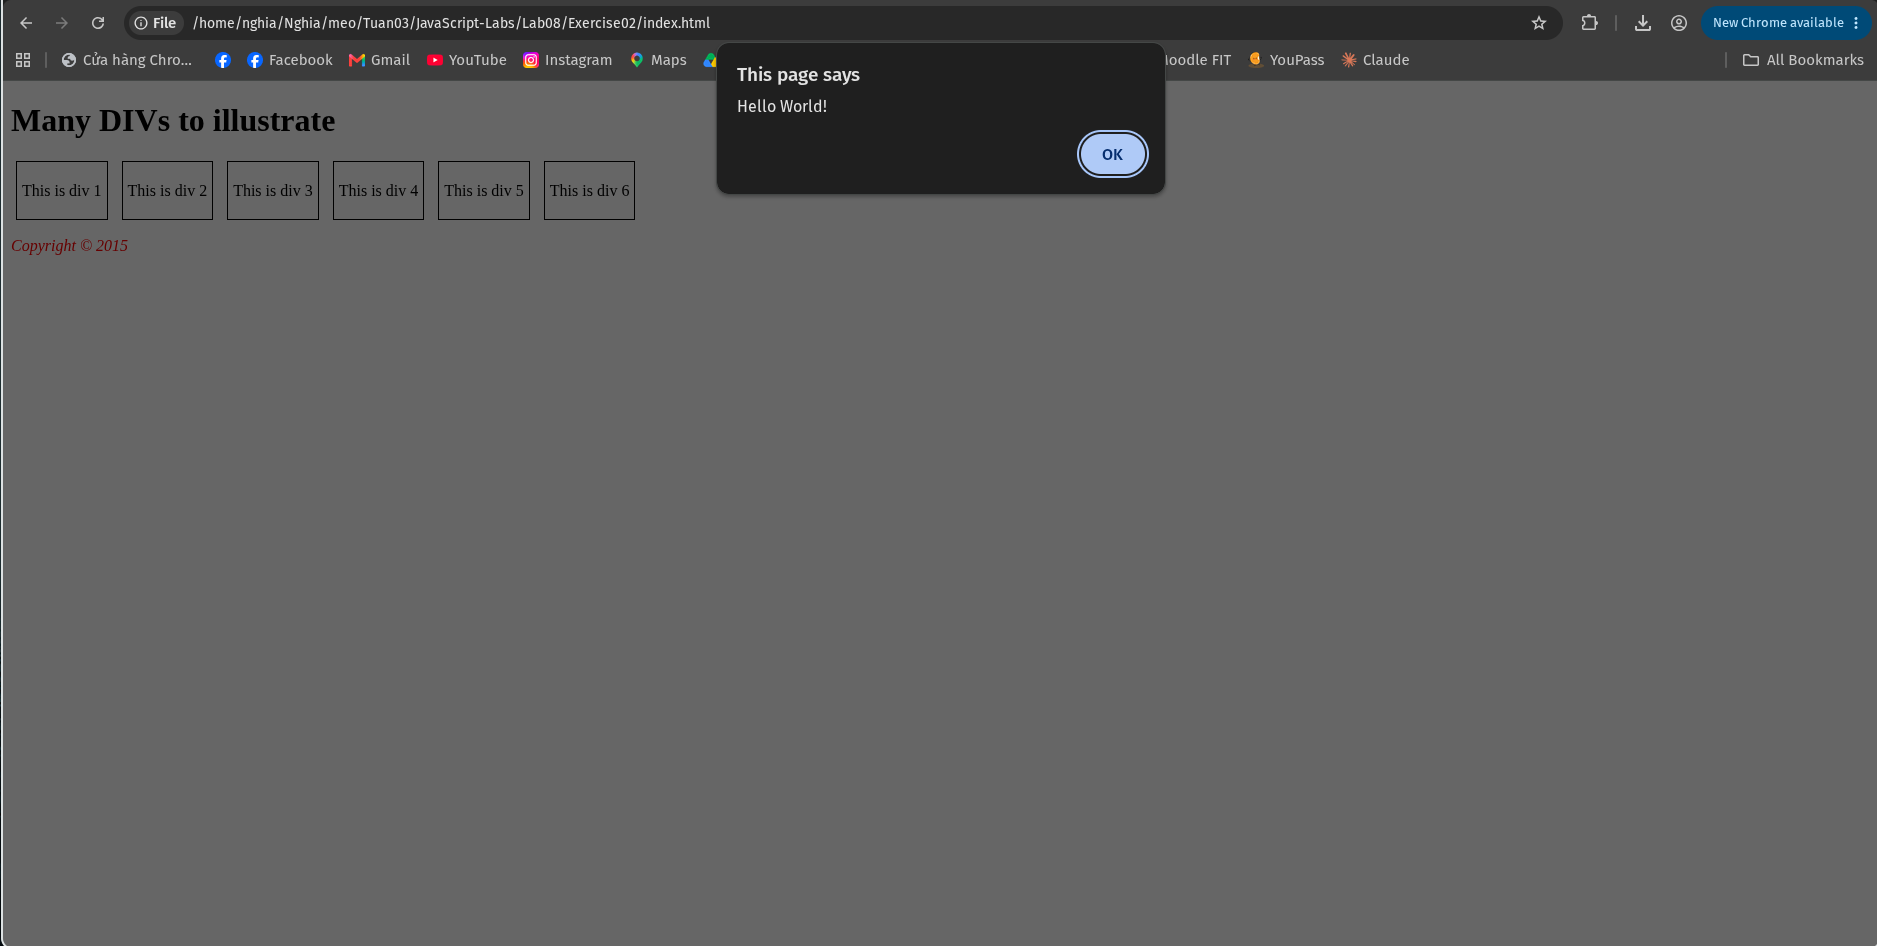 File /home/nghia/Nghia/meo/Tuan03/JavaScript-Labs/Lab08/Exercise02/index.html New Chrome available
Cửa hàng Chro... Facebook Gmail YouTube Instagram Maps FIT YouPass Claude All Bookmarks
This page says
Hello World!
OK
Many DIVs to illustrate
This is div 1 This is div 2 This is div 3 This is div 4 This is div 5 This is div 6
Copyright © 2015